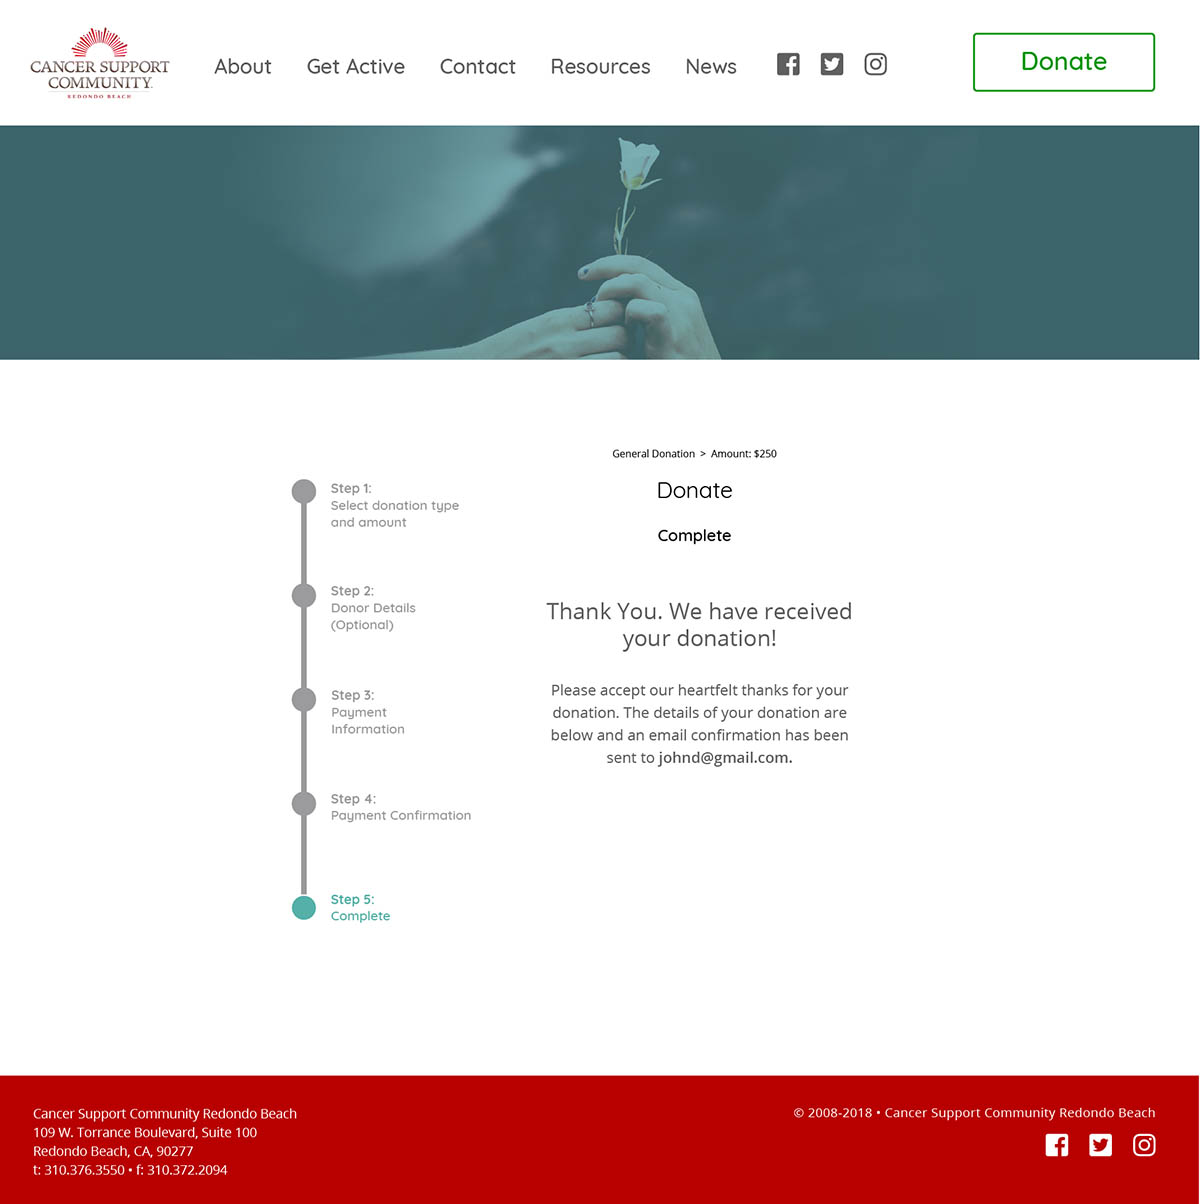 CANCER SUPPORT
COMMUNITY
REDONDO BEACH
About
Get Active
Contact
Resources
News
Donate
General Donation > Amount: $250
Donate
Complete
Step 1:
Select donation type
and amount
Step 2:
Donor Details
(Optional)
Step 3:
Payment
Information
Step 4:
Payment Confirmation
Step 5:
Complete
Thank You. We have received
your donation!
Please accept our heartfelt thanks for your
donation. The details of your donation are
below and an email confirmation has been
sent to johnd@gmail.com.
Cancer Support Community Redondo Beach
109 W. Torrance Boulevard, Suite 100
Redondo Beach, CA, 90277
t: 310.376.3550 • f: 310.372.2094
© 2008-2018 • Cancer Support Community Redondo Beach